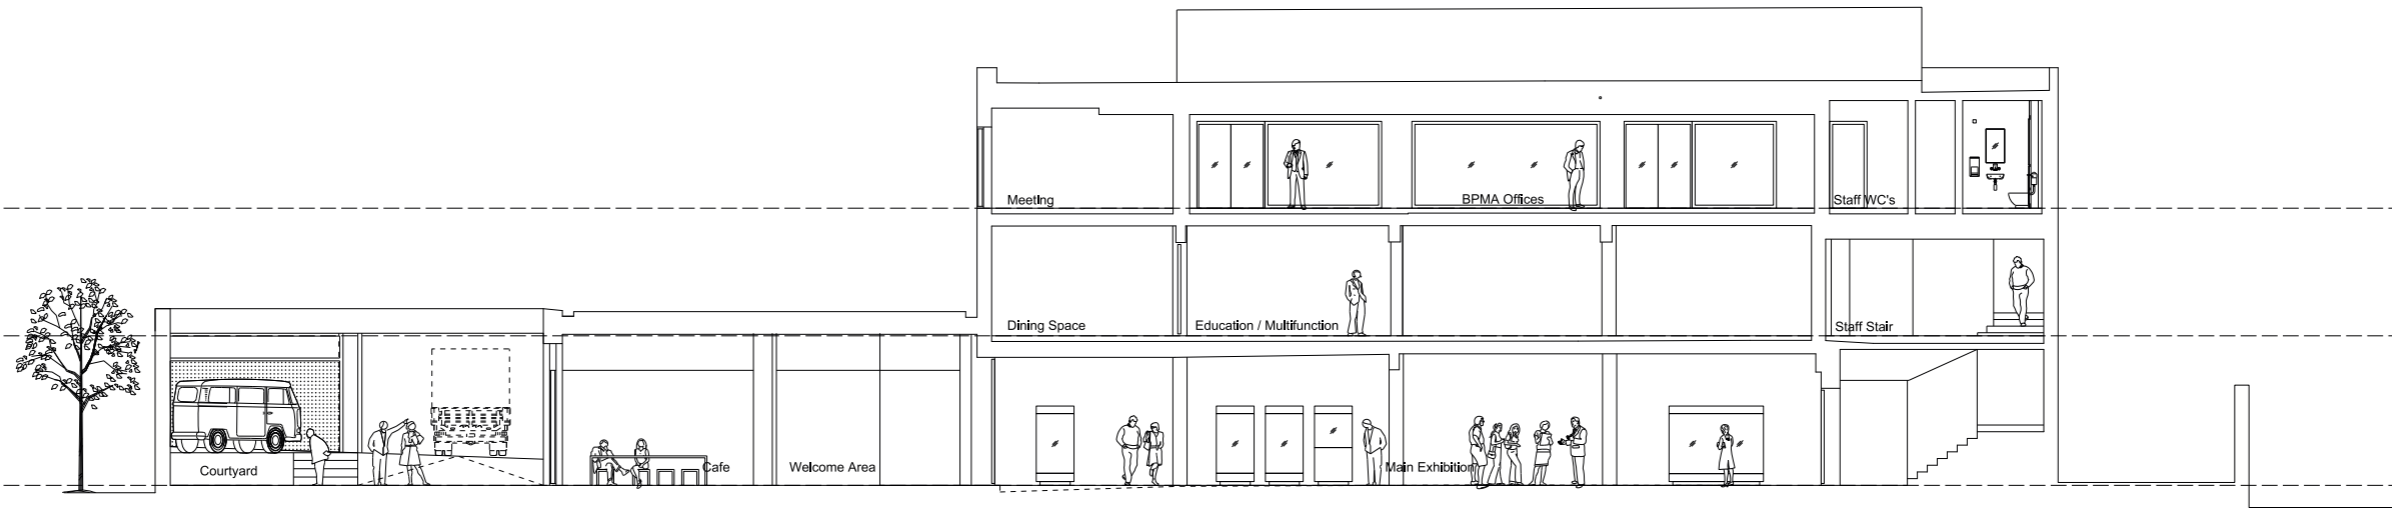 Meeting
BPMA Offices
Staff WC's
Dining Space
Education / Multifunction
Staff Stair
Courtyard
Cafe
Welcome Area
Main Exhibition